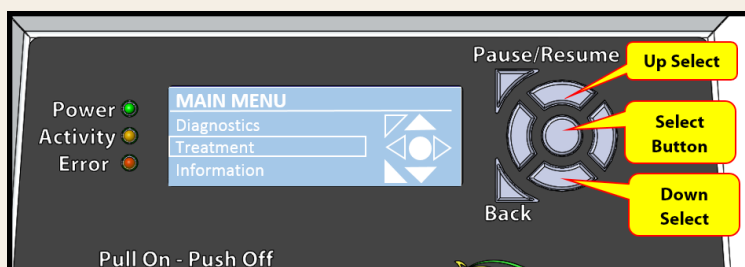 Pause/Resume
Up Select
Power
Activity
Error
MAIN MENU
Diagnostics
Treatment
Information
Select
Button
Down
Select
Back
Pull On - Push Off